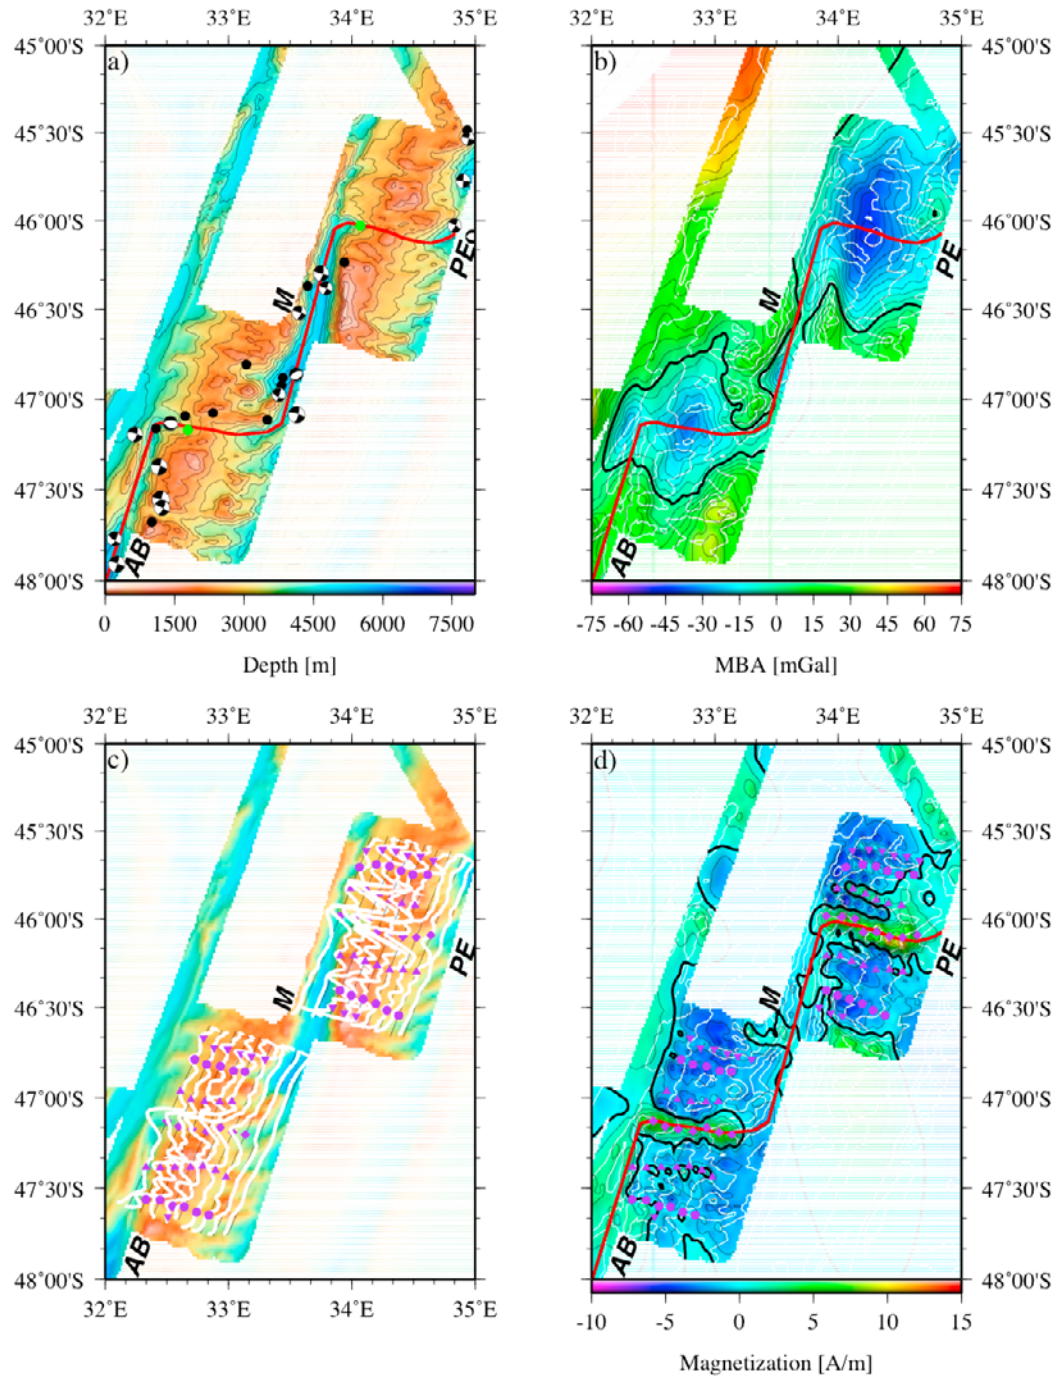 32˚E 33˚E 34˚E 35˚E 32˚E 33˚E 34˚E 35˚E
45˚00'S a) b) 45˚00'S
45˚30'S 45˚30'S
46˚00'S 46˚00'S
PE PE
46˚30'S M M 46˚30'S
47˚00'S 47˚00'S
47˚30'S 47˚30'S
AB AB
48˚00'S 48˚00'S
0 1500 3000 4500 6000 7500 -75 -60 -45 -30 -15 0 15 30 45 60 75
Depth [m] MBA [mGal]
32˚E 33˚E 34˚E 35˚E 32˚E 33˚E 34˚E 35˚E
45˚00'S c) d) 45˚00'S
45˚30'S 45˚30'S
46˚00'S 46˚00'S
PE PE
46˚30'S M M 46˚30'S
47˚00'S 47˚00'S
47˚30'S 47˚30'S
AB AB
48˚00'S 48˚00'S
32˚E 33˚E 34˚E 35˚E -10 -5 0 5 10 15
Magnetization [A/m]